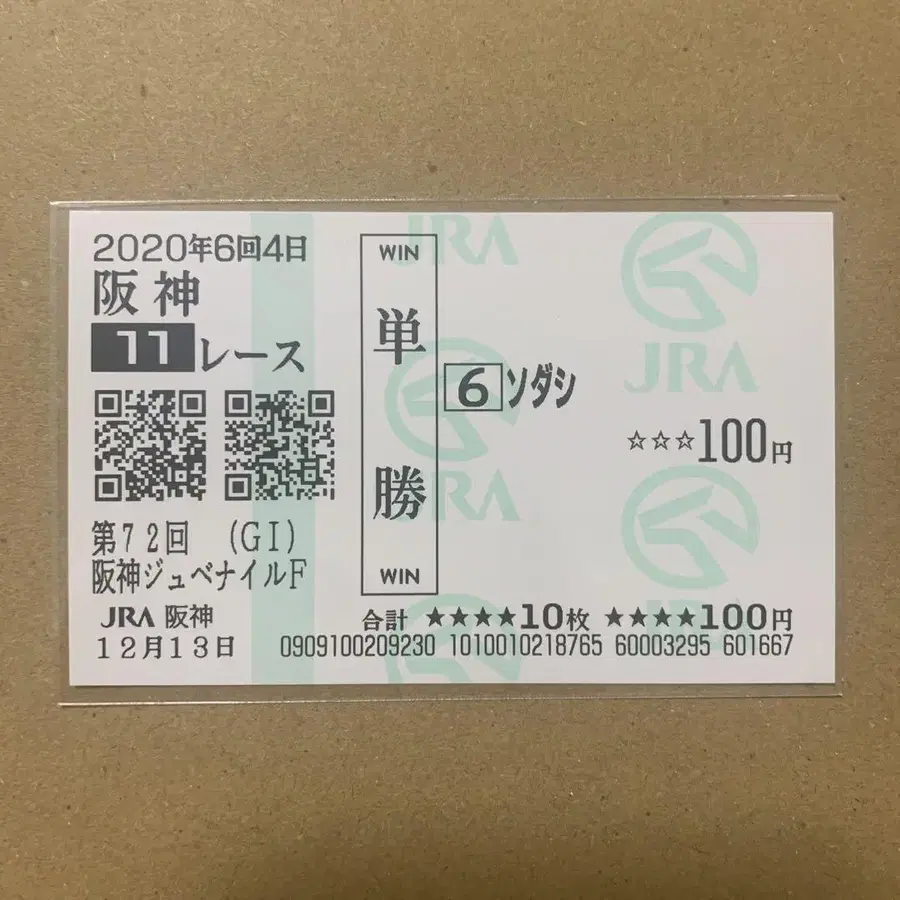 2020年6回4日
阪神
11レース
第72回 (GI)
阪神ジュベナイルF
JRA 阪神
12月13日
WIN
単勝
WIN
6 ソダシ
☆☆☆100円
合計 ★★★★10枚 ★★★★100円
0909100209230 1010010218765 60003295 601667
JRA
JRA
JRA